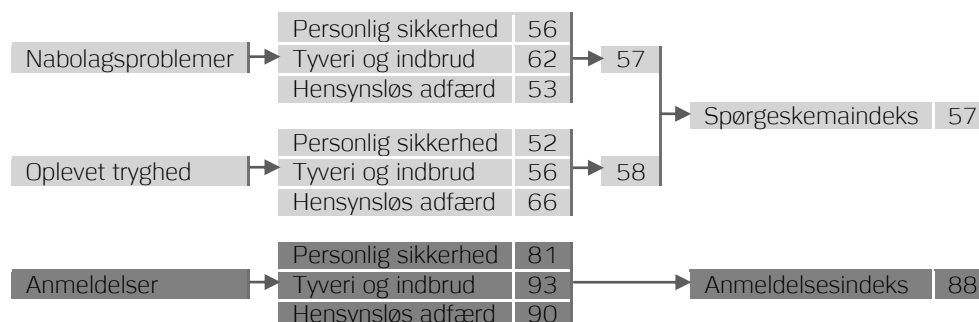 Personlig sikkerhed 56
Nabolagsproblemer Tyveri og indbrud 62 57
Hensynsløs adfærd 53
Spørgeskemaindeks 57
Personlig sikkerhed 52
Oplevet tryghed Tyveri og indbrud 56 58
Hensynsløs adfærd 66
Personlig sikkerhed 81
Anmeldelser Tyveri og indbrud 93 Anmeldelsesindeks 88
Hensynsløs adfærd 90